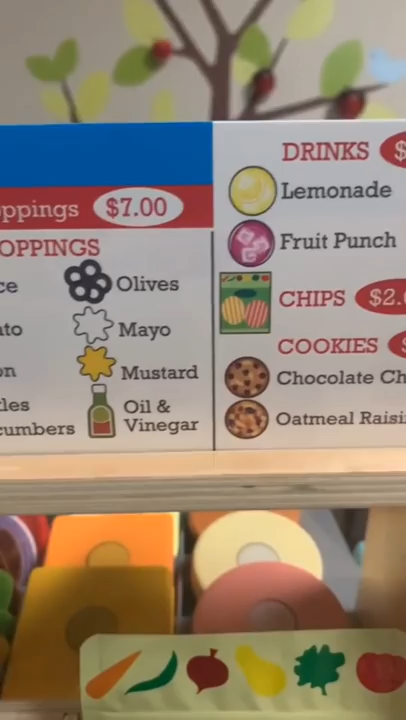 oppings $7.00
OPPINGS
ce Olives
ato Mayo
on Mustard
les Oil &
cumbers Vinegar
DRINKS $
Lemonade
Fruit Punch
CHIPS $2.
COOKIES
Chocolate Ch
Oatmeal Raisi